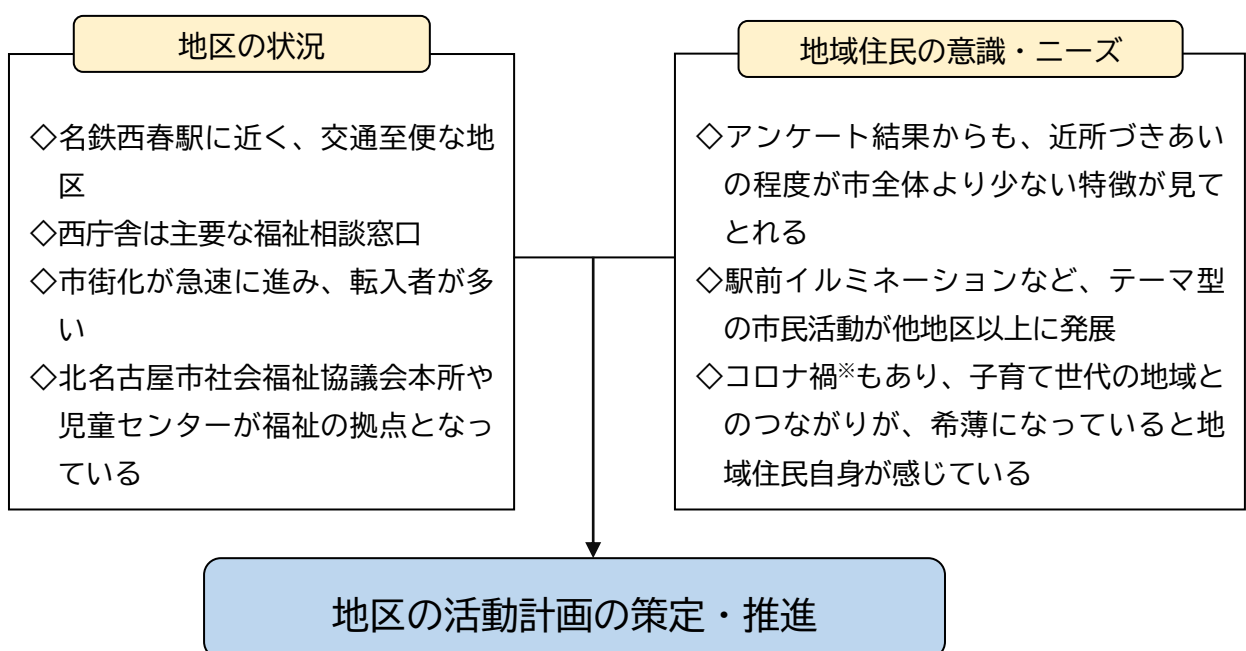 地区の状況
◇名鉄西春駅に近く、交通至便な地
区
◇西庁舎は主要な福祉相談窓口
◇市街化が急速に進み、転入者が多
い
◇北名古屋市社会福祉協議会本所や
児童センターが福祉の拠点となっ
ている
地域住民の意識・ニーズ
◇アンケート結果からも、近所づきあい
の程度が市全体より少ない特徴が見て
とれる
◇駅前イルミネーションなど、テーマ型
の市民活動が他地区以上に発展
◇コロナ禍※もあり、子育て世代の地域と
のつながりが、希薄になっていると地
域住民自身が感じている
地区の活動計画の策定・推進